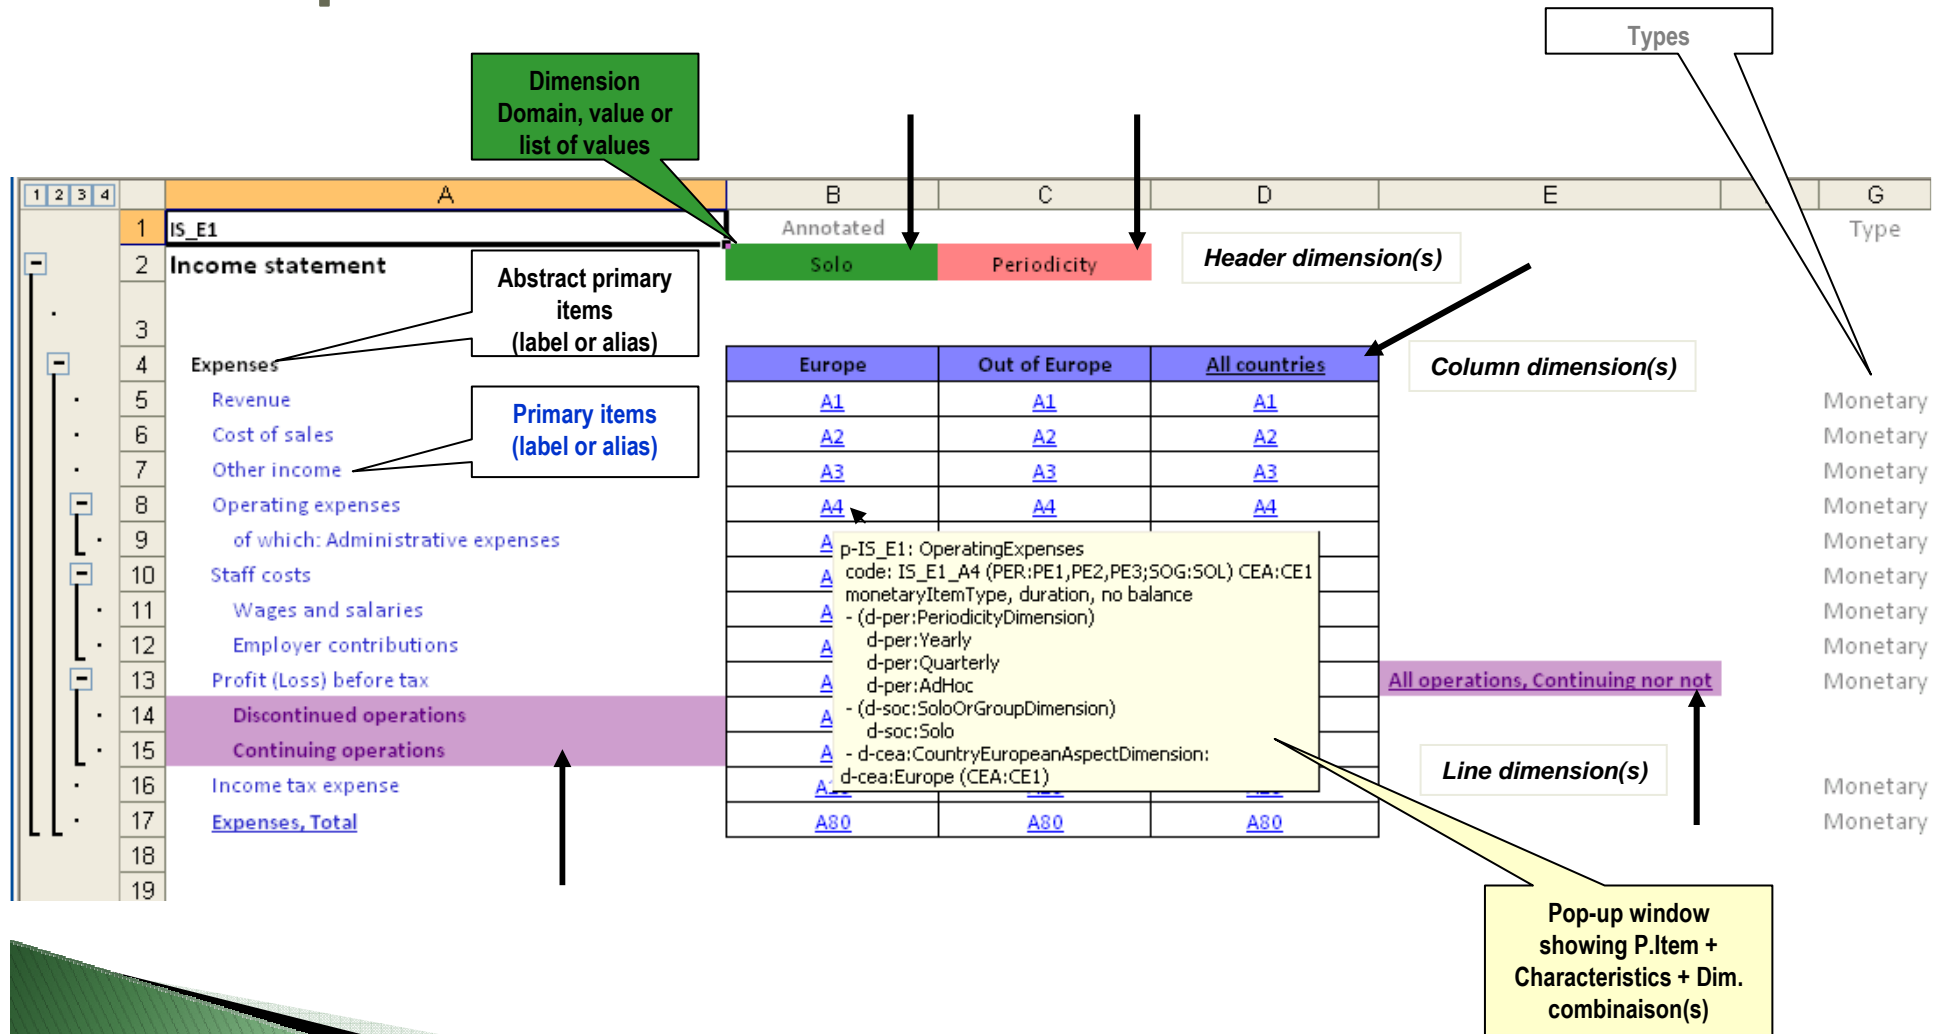 Types
Dimension
Domain, value or
list of values
1 2 3 4
A B C D E G
1 IS_E1 Annotated Type
2 Income statement Solo Periodicity Header dimension(s)
Abstract primary
items
(label or alias)
3
4 Expenses Europe Out of Europe All countries Column dimension(s)
5 Revenue A1 A1 A1 Monetary
Primary items
(label or alias)
6 Cost of sales A2 A2 A2 Monetary
7 Other income A3 A3 A3 Monetary
8 Operating expenses A4 A4 A4 Monetary
9 of which: Administrative expenses A Monetary
10 Staff costs A Monetary
11 Wages and salaries A Monetary
12 Employer contributions A Monetary
13 Profit (Loss) before tax A All operations, Continuing nor not Monetary
14 Discontinued operations A
15 Continuing operations A
Line dimension(s)
16 Income tax expense Monetary
17 Expenses, Total A80 A80 A80 Monetary
18
19
p-IS_E1: OperatingExpenses
code: IS_E1_A4 (PER:PE1,PE2,PE3;SOG:SOL) CEA:CE1
monetaryItemType, duration, no balance
- (d-per:PeriodicityDimension)
d-per:Yearly
d-per:Quarterly
d-per:AdHoc
- (d-soc:SoloOrGroupDimension)
d-soc:Solo
- d-cea:CountryEuropeanAspectDimension:
d-cea:Europe (CEA:CE1)
Pop-up window
showing P.Item +
Characteristics + Dim.
combinaison(s)